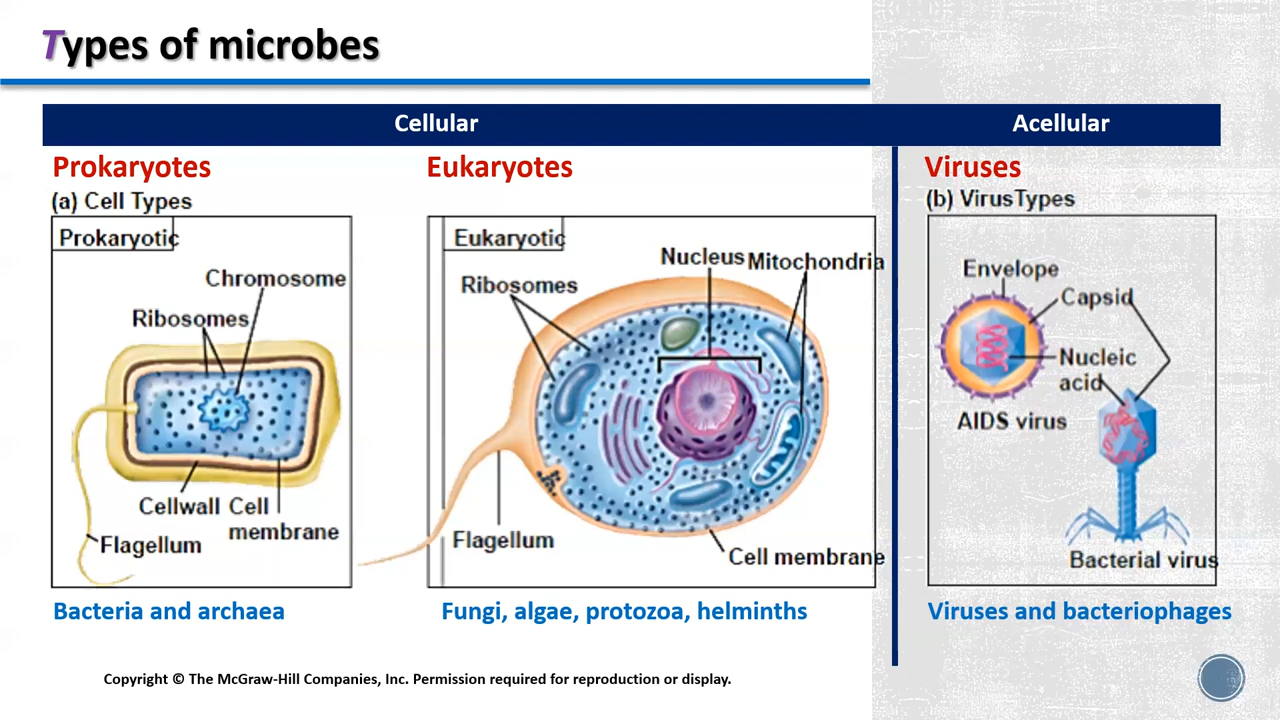 Types of microbes
Cellular
Acellular
Prokaryotes
(a) Cell Types
Prokaryotic
Chromosome
Ribosomes
Cellwall
Cell
membrane
Flagellum
Bacteria and archaea
Eukaryotes
Eukaryotic
Nucleus
Mitochondria
Ribosomes
Flagellum
Cell membrane
Fungi, algae, protozoa, helminths
Viruses
(b) VirusTypes
Envelope
Capsid
Nucleic
acid
AIDS virus
Bacterial virus
Viruses and bacteriophages
Copyright © The McGraw-Hill Companies, Inc. Permission required for reproduction or display.